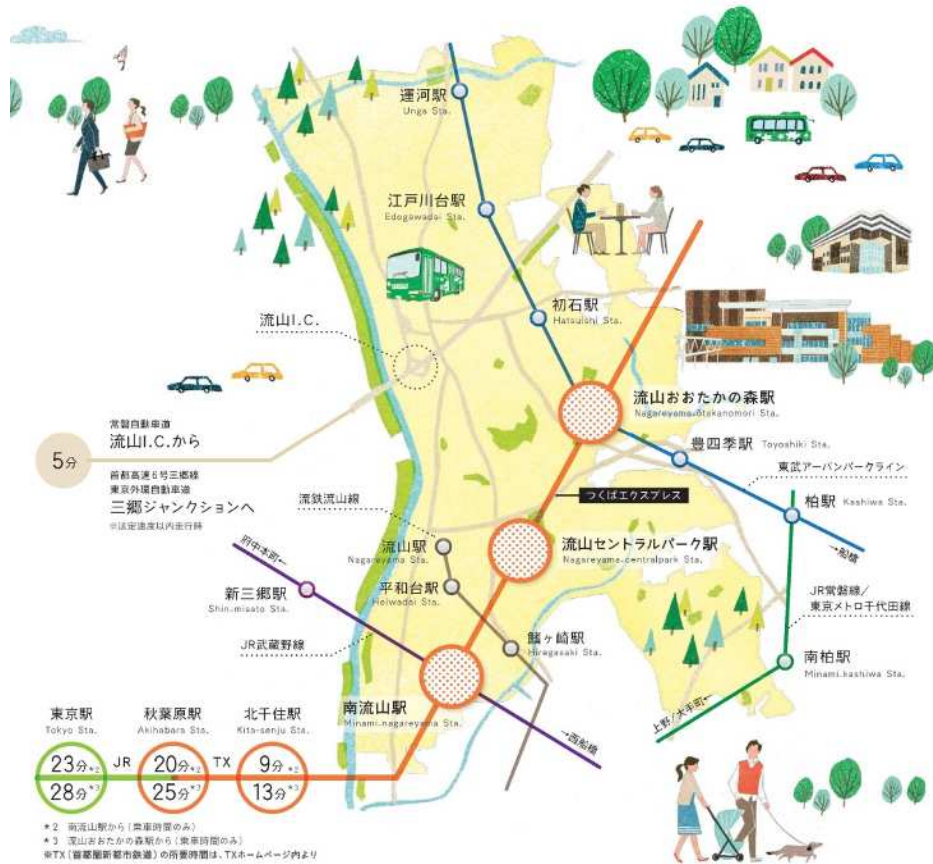 運河駅
Unga Sta.
江戸川台駅
Edogawadai Sta.
初石駅
Hatsuishi Sta.
流山I.C.
流山おおたかの森駅
Nagareyama-otakanomori Sta.
常磐自動車道
流山I.C.から
5分
首都高速6号三郷線
東京外環自動車道
三郷ジャンクションへ
※法定速度以内走行時
豊四季駅 Toyoshiki Sta.
東武アーバンパークライン
柏駅 Kashiwa Sta.
→船橋
つくばエクスプレス
流鉄流山線
流山駅
Nagareyama Sta.
流山セントラルパーク駅
Nagareyama-centralpark Sta.
府中本町←
新三郷駅
Shin-misato Sta.
平和台駅
Heiwadai Sta.
JR常磐線/
東京メトロ千代田線
JR武蔵野線
鰭ヶ崎駅
Hiregasaki Sta.
南柏駅
Minami-kashiwa Sta.
南流山駅
Minami-nagareyama Sta.
上野/大手町←
→西船橋
東京駅
Tokyo Sta.
秋葉原駅
Akihabara Sta.
北千住駅
Kita-senju Sta.
23分*2
28分*3
JR
20分*2
25分*3
TX
9分*2
13分*3
*2 南流山駅から(乗車時間のみ)
*3 流山おおたかの森駅から(乗車時間のみ)
※TX(首都圏新都市鉄道)の所要時間は、TXホームページ内より